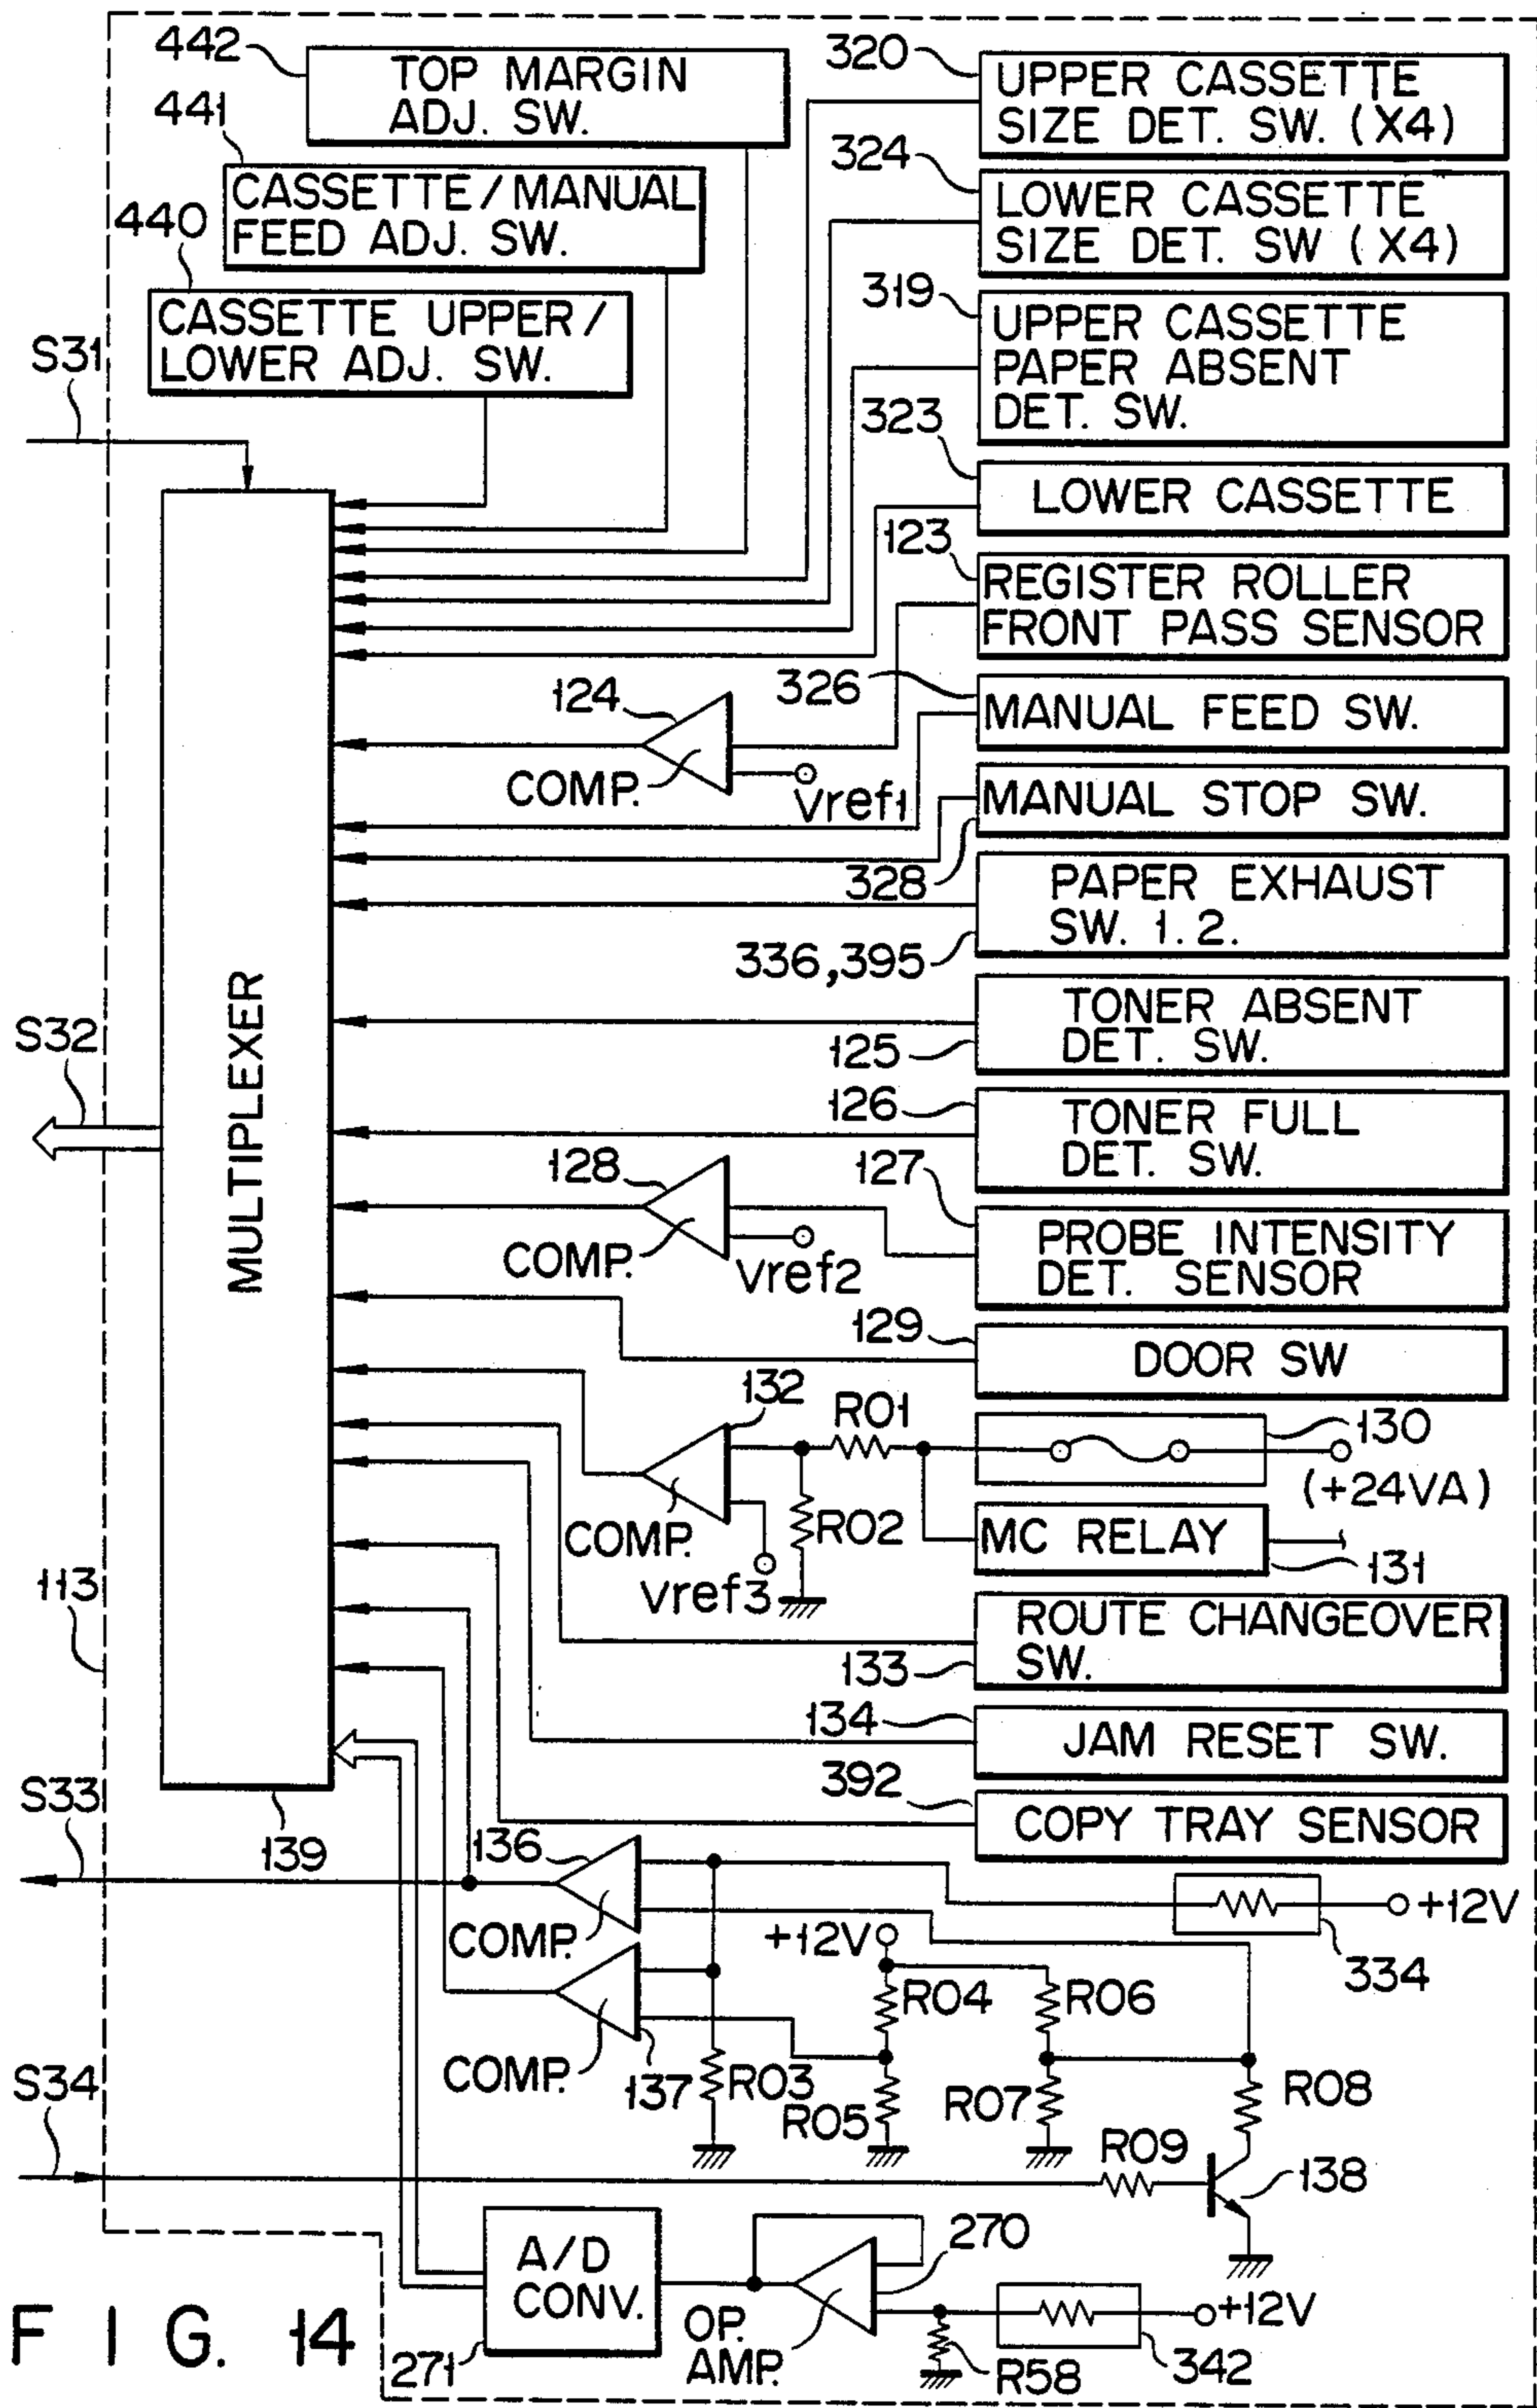 442
TOP MARGIN
ADJ. SW.
441
CASSETTE / MANUAL
FEED ADJ. SW.
440
CASSETTE UPPER /
LOWER ADJ. SW.
S31
320
UPPER CASSETTE
SIZE DET. SW. (X4)
324
LOWER CASSETTE
SIZE DET. SW (X4)
319
UPPER CASSETTE
PAPER ABSENT
DET. SW.
323
LOWER CASSETTE
123
REGISTER ROLLER
FRONT PASS SENSOR
124
COMP.
Vref1
326
MANUAL FEED SW.
MANUAL STOP SW.
328
PAPER EXHAUST
SW. 1. 2.
336,395
MULTIPLEXER
S32
TONER ABSENT
DET. SW.
125
126
TONER FULL
DET. SW.
128
COMP.
Vref2
127
PROBE INTENSITY
DET. SENSOR
129
DOOR SW
132
COMP.
Vref3
R01
R02
130
(+24VA)
MC RELAY
131
113
ROUTE CHANGEOVER
SW.
133
134
JAM RESET SW.
392
COPY TRAY SENSOR
S33
139
136
COMP.
+12V
334
+12V
R04
R06
COMP.
137
R03
R05
R07
R08
S34
R09
138
A/D
CONV.
271
270
OP.
AMP.
R58
342
+12V
FIG. 14